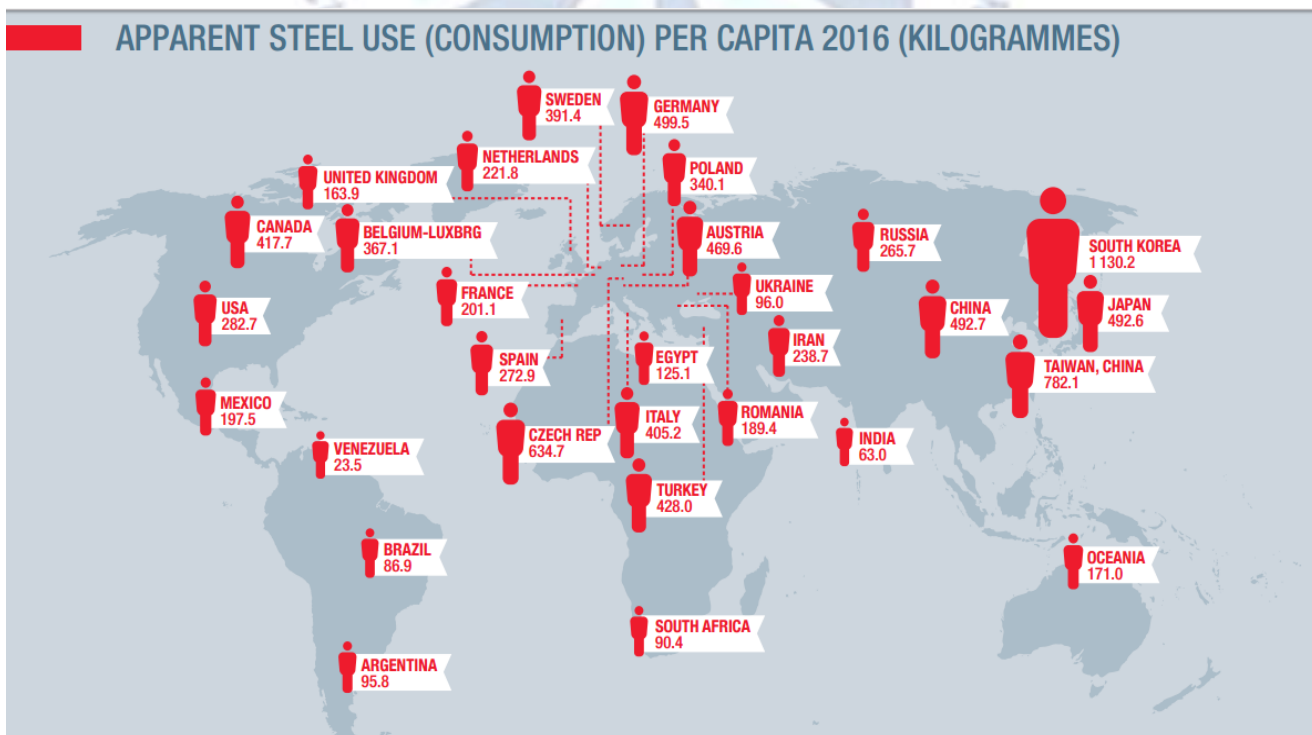 APPARENT STEEL USE (CONSUMPTION) PER CAPITA 2016 (KILOGRAMMES)
SWEDEN
391.4
GERMANY
499.5
NETHERLANDS
221.8
POLAND
340.1
UNITED KINGDOM
163.9
CANADA
417.7
BELGIUM-LUXBRG
367.1
AUSTRIA
469.6
RUSSIA
265.7
SOUTH KOREA
1 130.2
FRANCE
201.1
UKRAINE
96.0
USA
282.7
CHINA
492.7
JAPAN
492.6
IRAN
238.7
SPAIN
272.9
EGYPT
125.1
TAIWAN, CHINA
782.1
MEXICO
197.5
ITALY
405.2
ROMANIA
189.4
CZECH REP
634.7
INDIA
63.0
VENEZUELA
23.5
TURKEY
428.0
BRAZIL
86.9
OCEANIA
171.0
SOUTH AFRICA
90.4
ARGENTINA
95.8